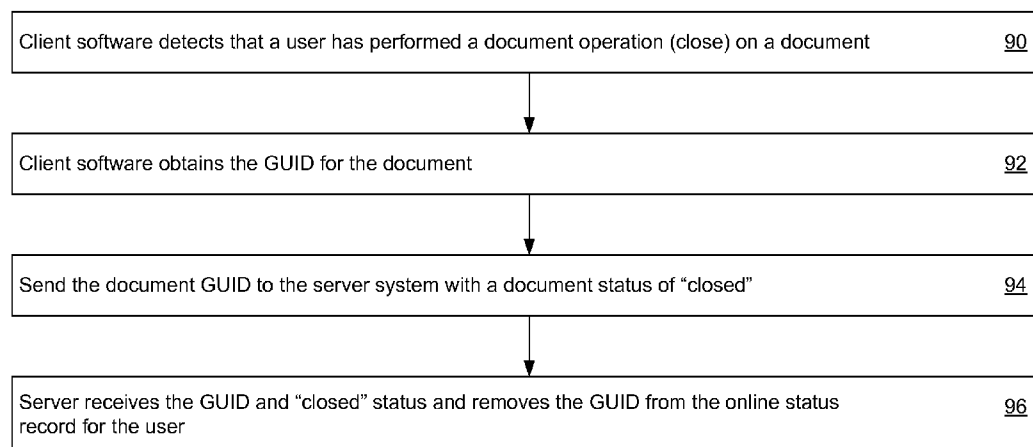 Client software detects that a user has performed a document operation (close) on a document 90
Client software obtains the GUID for the document 92
Send the document GUID to the server system with a document status of “closed” 94
Server receives the GUID and “closed” status and removes the GUID from the online status
record for the user 96